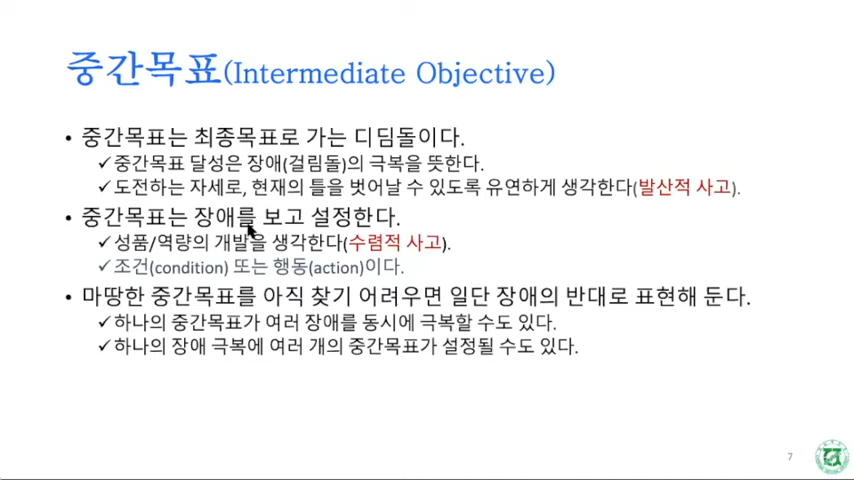 중간목표(Intermediate Objective)
• 중간목표는 최종목표로 가는 디딤돌이다.
✓중간목표 달성은 장애(걸림돌)의 극복을 뜻한다.
✓도전하는 자세로, 현재의 틀을 벗어날 수 있도록 유연하게 생각한다(발산적 사고).
• 중간목표는 장애를 보고 설정한다.
✓성품/역량의 개발을 생각한다(수렴적 사고).
✓조건(condition) 또는 행동(action)이다.
• 마땅한 중간목표를 아직 찾기 어려우면 일단 장애의 반대로 표현해 둔다.
✓하나의 중간목표가 여러 장애를 동시에 극복할 수도 있다.
✓하나의 장애 극복에 여러 개의 중간목표가 설정될 수도 있다.
7